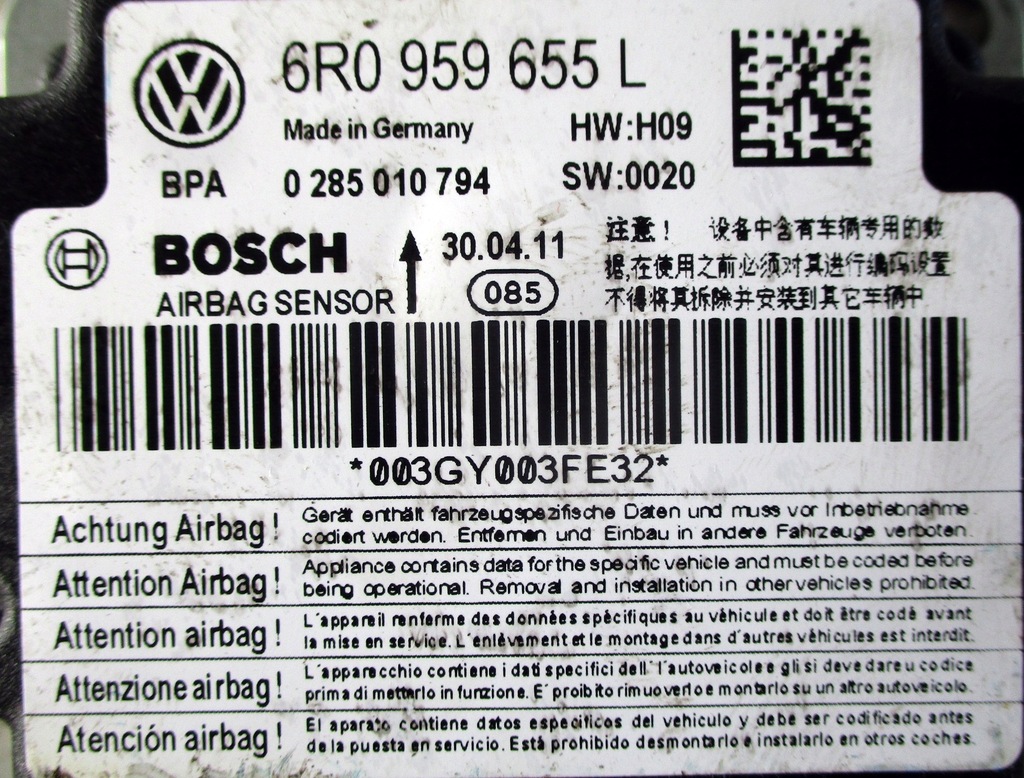 6R0 959 655 L
Made in Germany HW:H09
BPA 0 285 010 794 SW:0020
BOSCH 30.04.11
AIRBAG SENSOR 085
注意! 设备中含有车辆专用的数
据,在使用之前必须对其进行编码设置
不得将其拆除并安装到其它车辆中
*003GY003FE32*
Achtung Airbag!
Gerät enthält fahrzeugspezifische Daten und muss vor Inbetriebnahme
codiert werden. Entfernen und Einbau in andere Fahrzeuge verboten.
Attention Airbag!
Appliance contains data for the specific vehicle and must be coded before
being operational. Removal and installation in other vehicles prohibited.
Attention airbag!
L'appareil renferme des données spécifiques au véhicule et doit être codé avant
la mise en service. L'enlèvement et le montage dans d'autres véhicules est interdit.
Attenzione airbag!
L'apparecchio contiene i dati specifici dell'l'autoveicolo e gli si deve dare u codice
prima di metterlo in funzione. E' proibito rimuoverlo e montarlo su un altro autoveicolo.
Atención airbag!
El aparato contiene datos especificos del vehiculo y debe ser codificado antes
de la puesta en servicio. Está prohibido desmontarlo e instalarlo en otros coches.